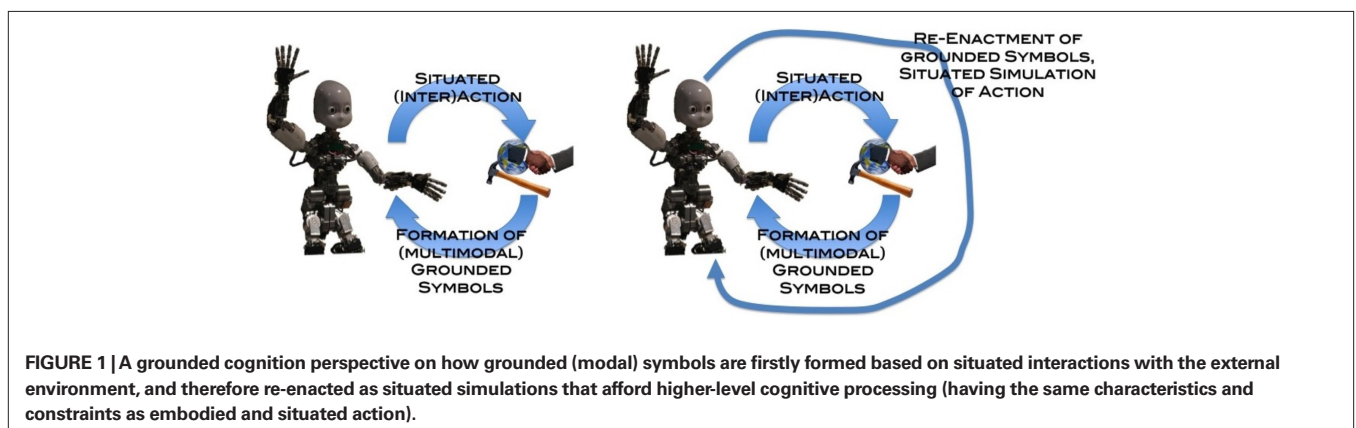 SITUATED
(INTER)ACTION
FORMATION OF
(MULTIMODAL)
GROUNDED
SYMBOLS
RE-ENACTMENT OF
GROUNDED SYMBOLS,
SITUATED SIMULATION
OF ACTION
SITUATED
(INTER)ACTION
FORMATION OF
(MULTIMODAL)
GROUNDED
SYMBOLS
FIGURE 1 | A grounded cognition perspective on how grounded (modal) symbols are firstly formed based on situated interactions with the external
environment, and therefore re-enacted as situated simulations that afford higher-level cognitive processing (having the same characteristics and
constraints as embodied and situated action).